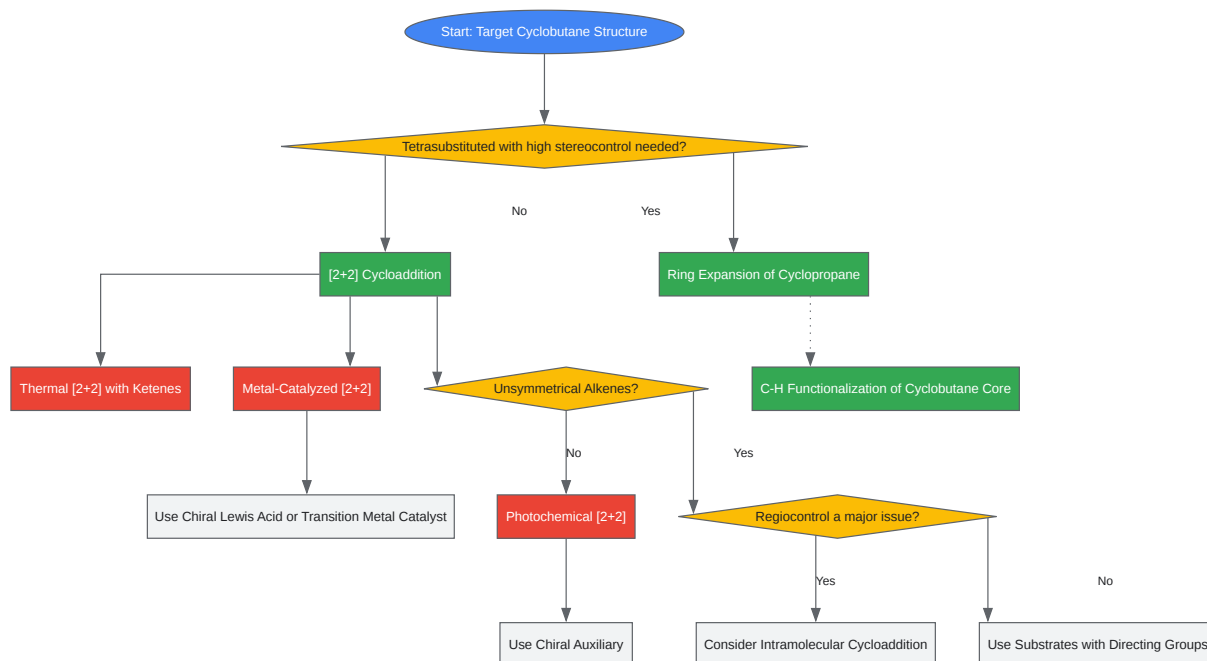 Start: Target Cyclobutane Structure
Tetrasubstituted with high stereocontrol needed?
No
Yes
[2+2] Cycloaddition
Ring Expansion of Cyclopropane
Thermal [2+2] with Ketenes
Metal-Catalyzed [2+2]
Unsymmetrical Alkenes?
C-H Functionalization of Cyclobutane Core
No
Yes
Use Chiral Lewis Acid or Transition Metal Catalyst
Photochemical [2+2]
Regiocontrol a major issue?
Yes
No
Use Chiral Auxiliary
Consider Intramolecular Cycloaddition
Use Substrates with Directing Groups